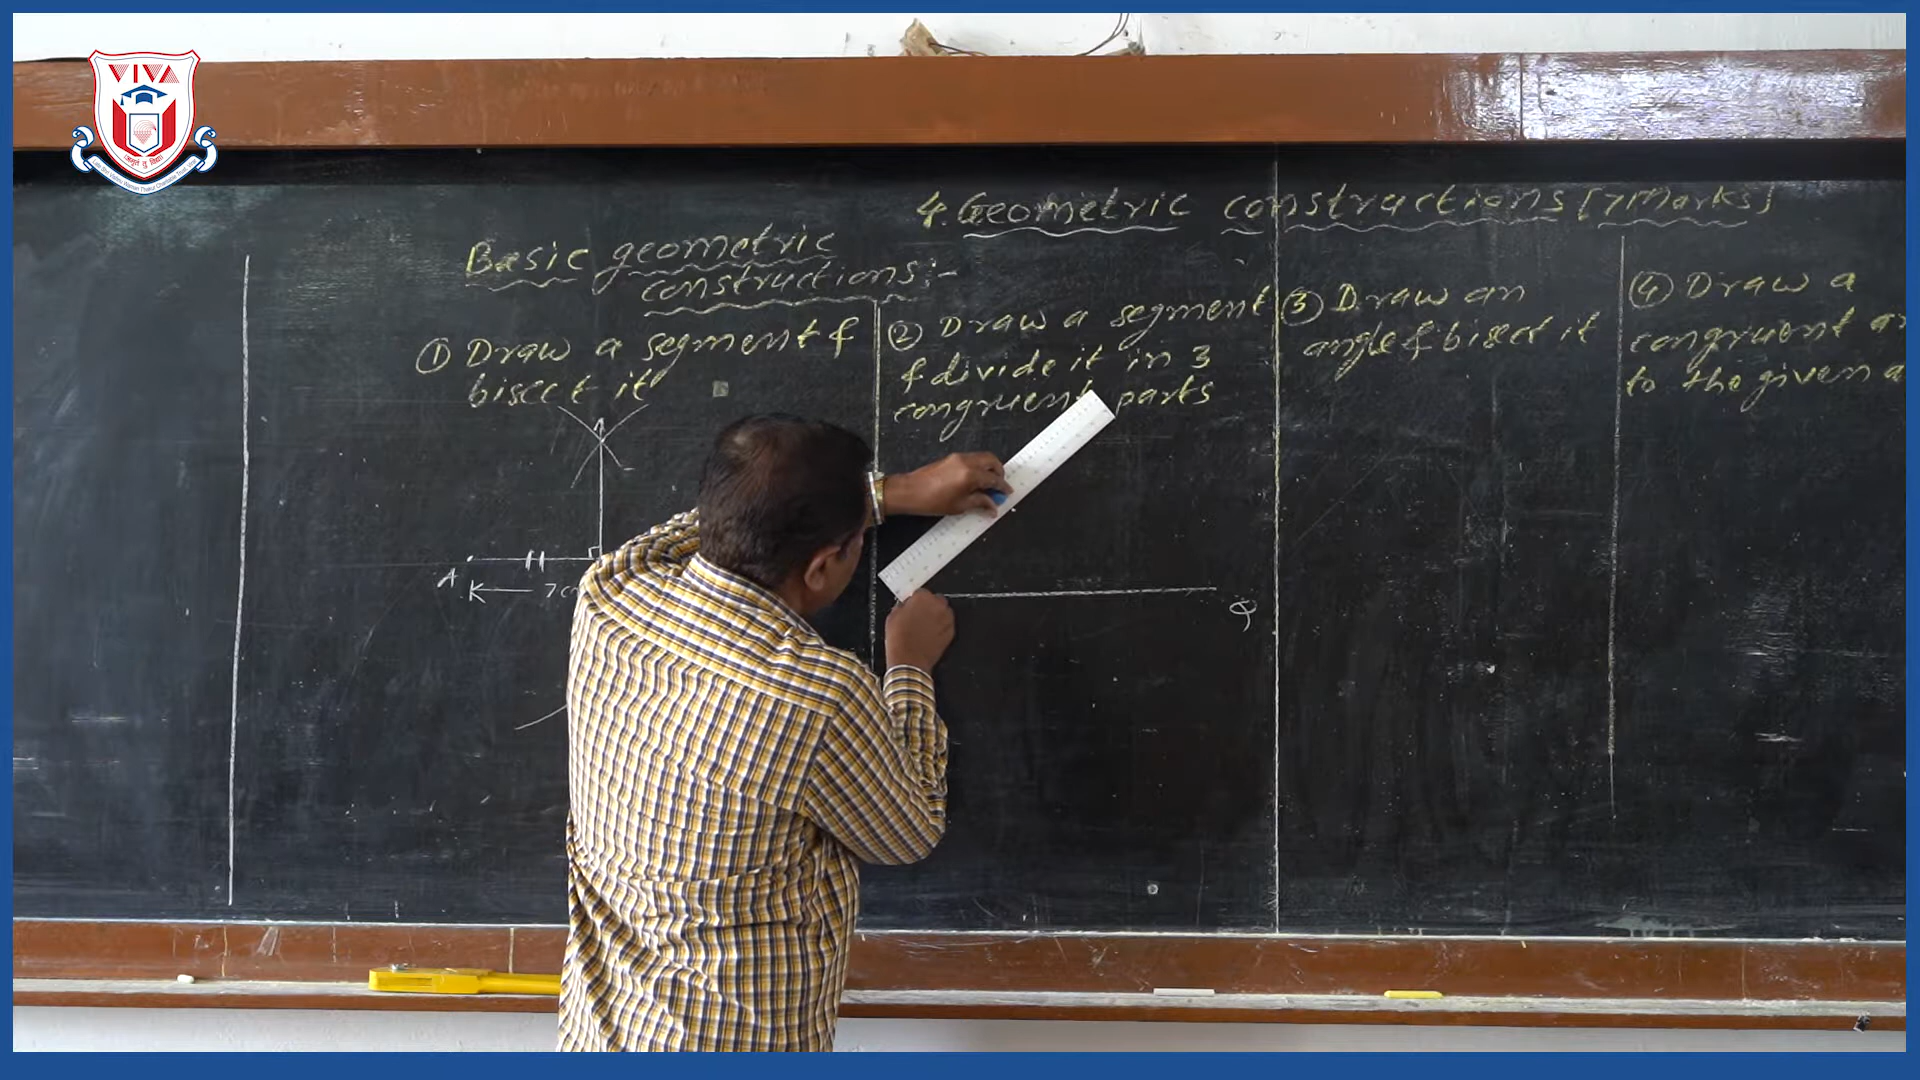 VIVA
4. Geometric constructions [7 Marks]
Basic geometric
constructions:-
① Draw a segment &
bisect it
② Draw a segment
& divide it in 3
congruent parts
③ Draw an
angle & bisect it
④ Draw a
congruent
to the given
A
7c
Q